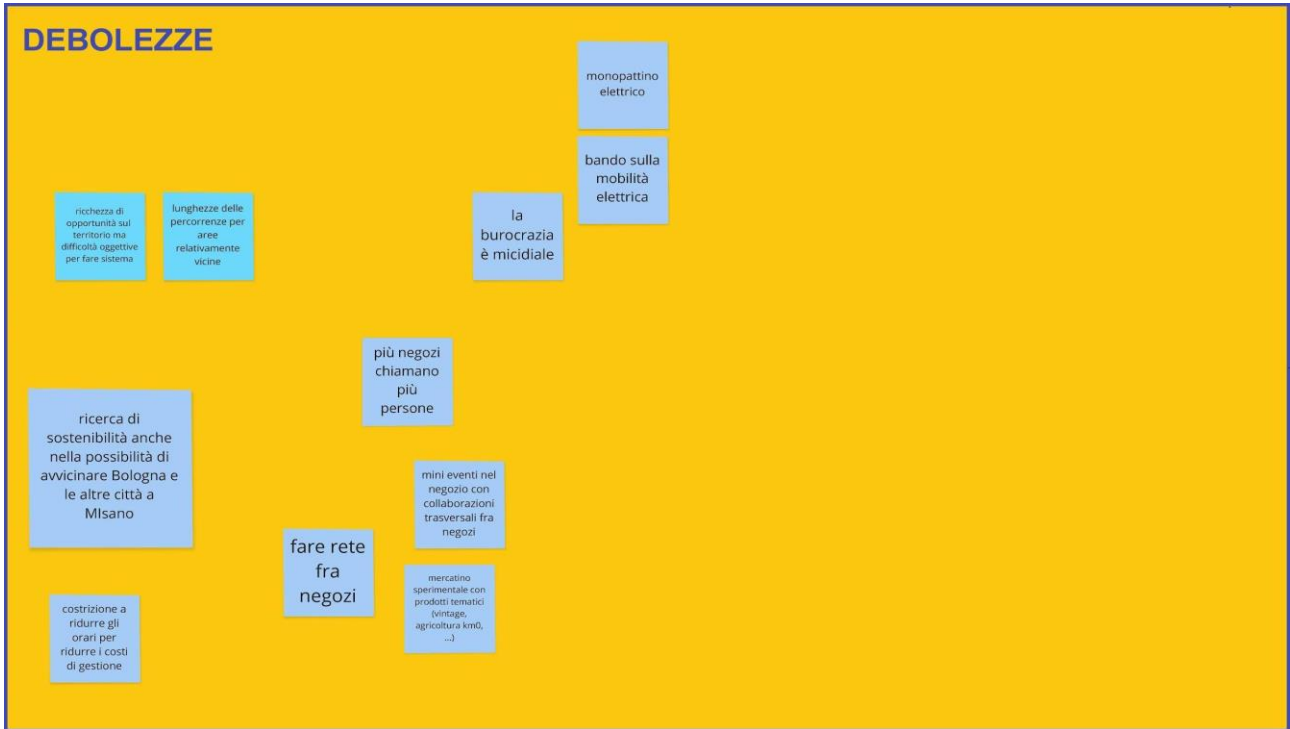 DEBOLEZZE
monopattino
elettrico
bando sulla
mobilità
elettrica
ricchezza di
opportunità sul
territorio ma
difficoltà oggettive
per fare sistema
lunghezze delle
percorrenze per
aree
relativamente
vicine
la
burocrazia
è micidiale
più negozi
chiamano
più
persone
ricerca di
sostenibilità anche
nella possibilità di
avvicinare Bologna e
le altre città a
MIsano
mini eventi nel
negozio con
collaborazioni
trasversali fra
negozi
fare rete
fra
negozi
mercatino
sperimentale con
prodotti tematici
(vintage,
agricoltura km0,
...)
costrizione a
ridurre gli
orari per
ridurre i costi
di gestione